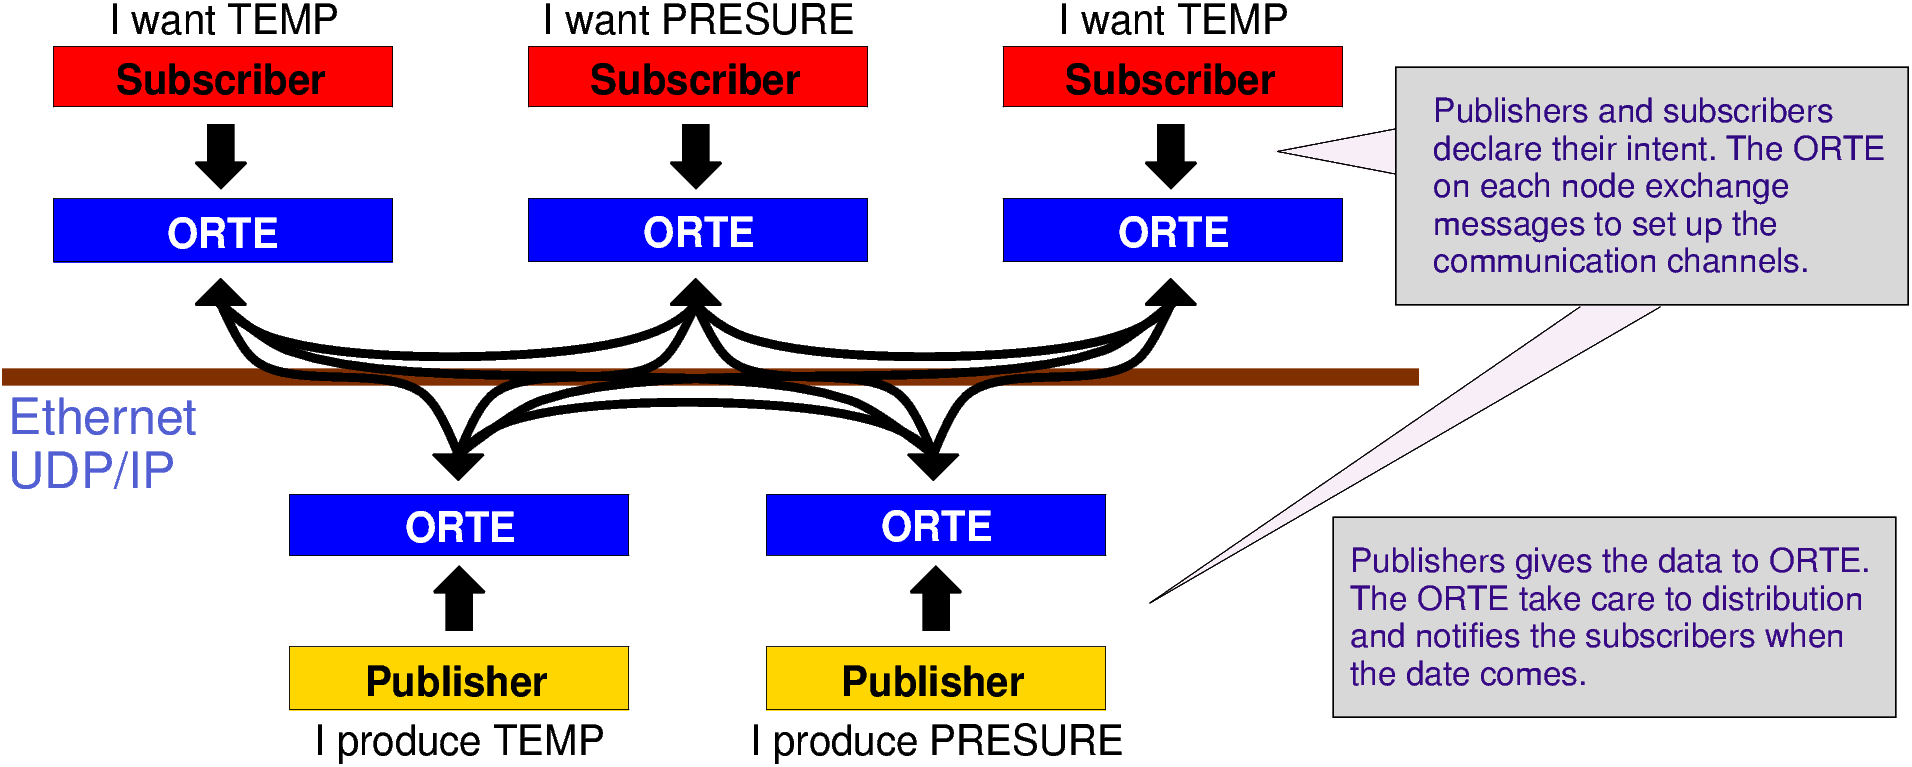 I want TEMP
I want PRESURE
I want TEMP
Subscriber
Subscriber
Subscriber
ORTE
ORTE
ORTE
Publishers and subscribers
declare their intent. The ORTE
on each node exchange
messages to set up the
communication channels.
Ethernet
UDP/IP
ORTE
ORTE
Publisher
Publisher
I produce TEMP
I produce PRESURE
Publishers gives the data to ORTE.
The ORTE take care to distribution
and notifies the subscribers when
the date comes.